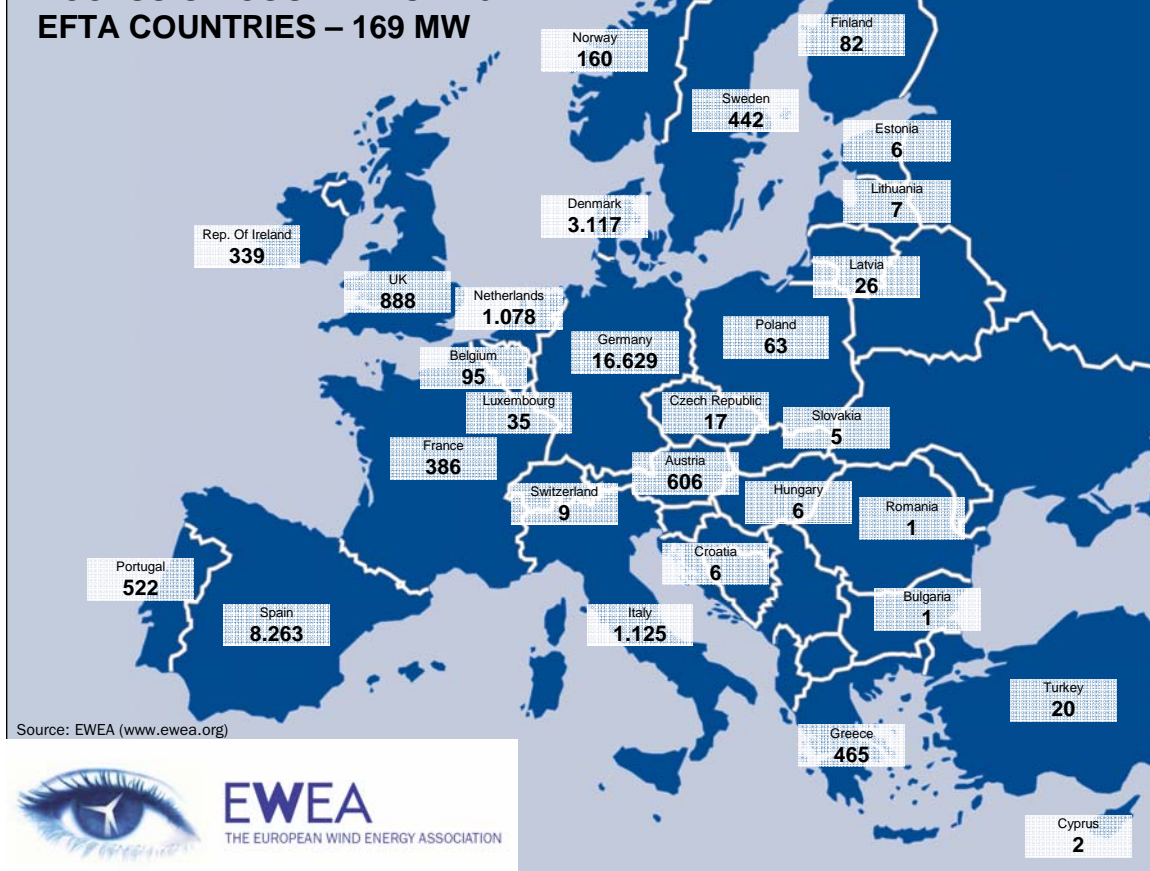 EFTA COUNTRIES – 169 MW
Finland
82
Norway
160
Sweden
442
Estonia
6
Lithuania
7
Denmark
3.117
Rep. Of Ireland
339
Latvia
26
UK
888
Netherlands
1.078
Poland
63
Germany
16.629
Belgium
95
Luxembourg
35
Czech Republic
17
Slovakia
5
France
386
Austria
606
Switzerland
9
Hungary
6
Romania
1
Croatia
6
Portugal
522
Bulgaria
1
Spain
8.263
Italy
1.125
Turkey
20
Greece
465
Source: EWEA (www.ewea.org)
EWEA
THE EUROPEAN WIND ENERGY ASSOCIATION
Cyprus
2